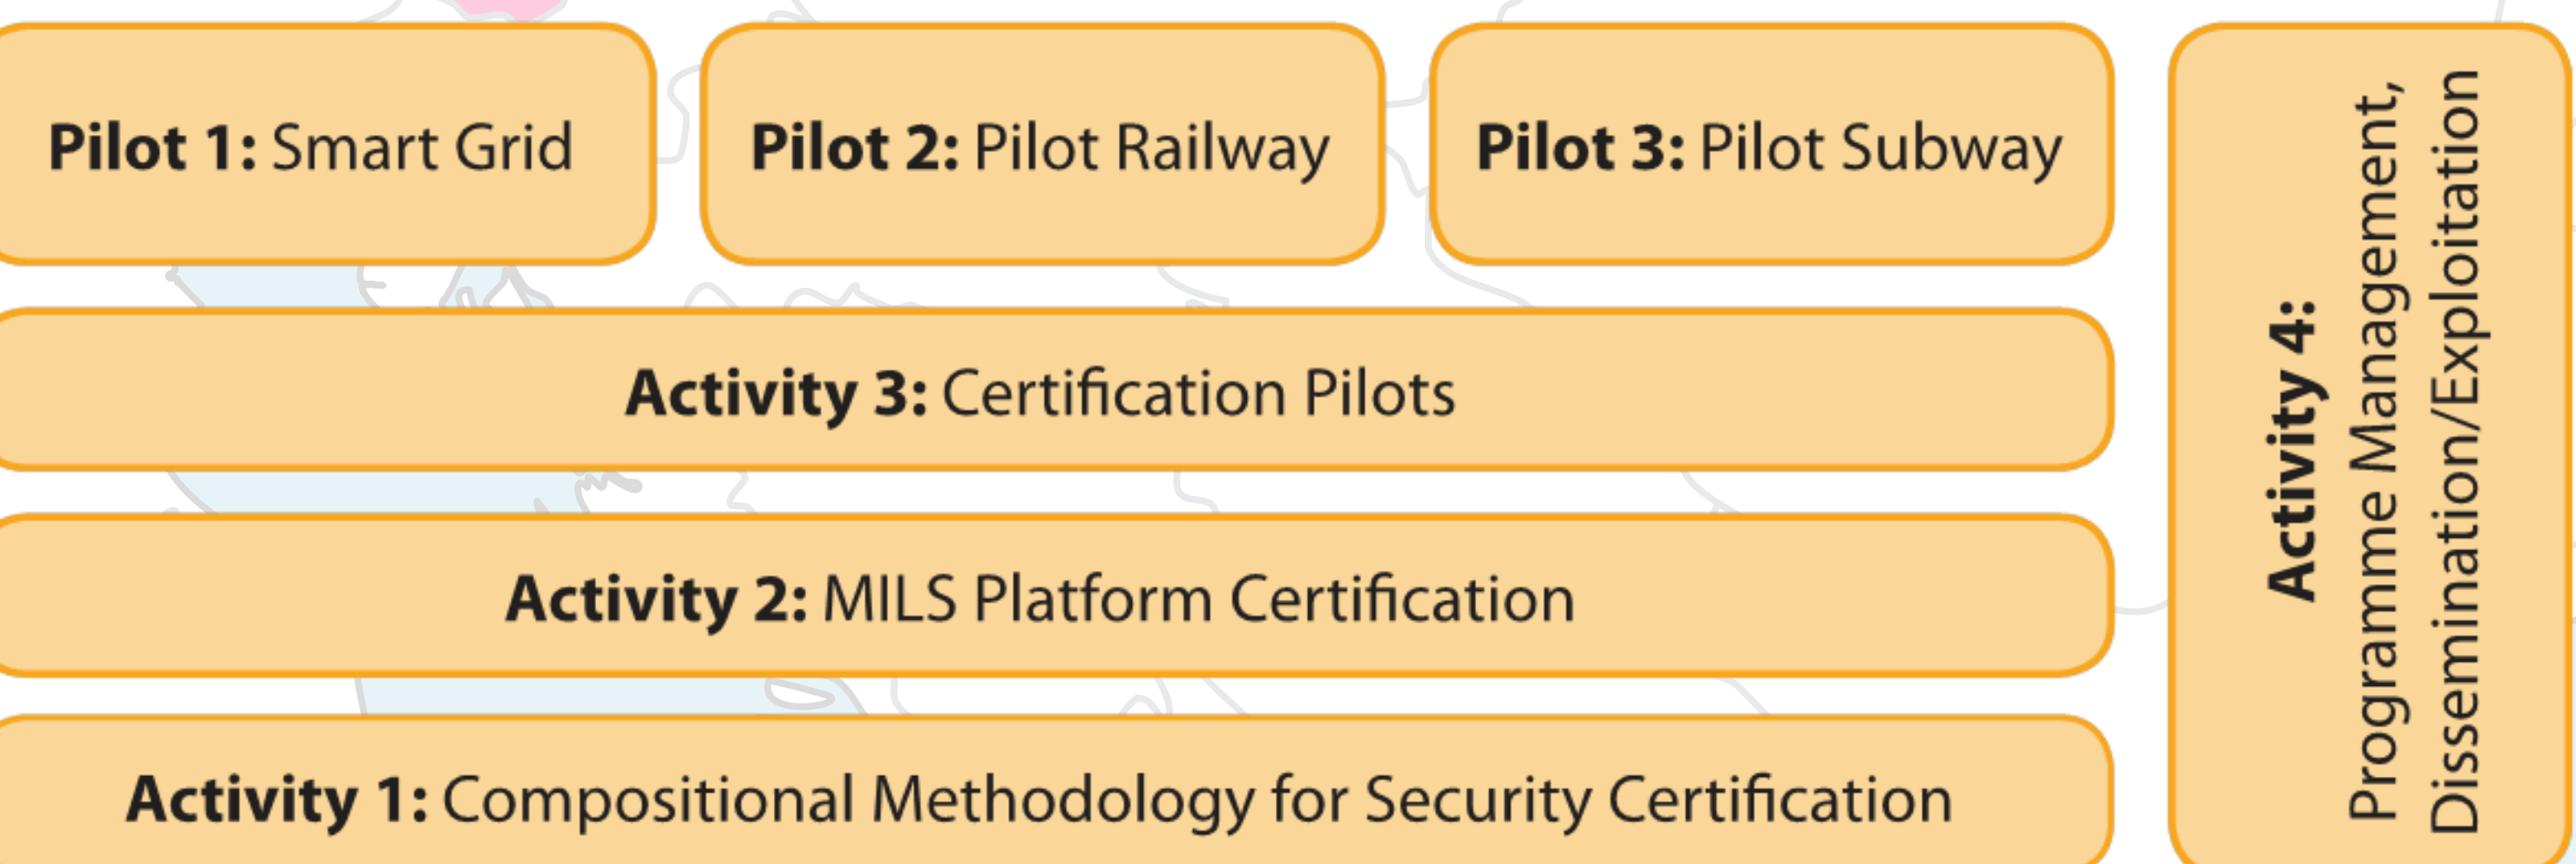 Pilot 1: Smart Grid
Pilot 2: Pilot Railway
Pilot 3: Pilot Subway
Activity 3: Certification Pilots
Activity 2: MILS Platform Certification
Activity 1: Compositional Methodology for Security Certification
Activity 4:
Programme Management,
Dissemination/Exploitation